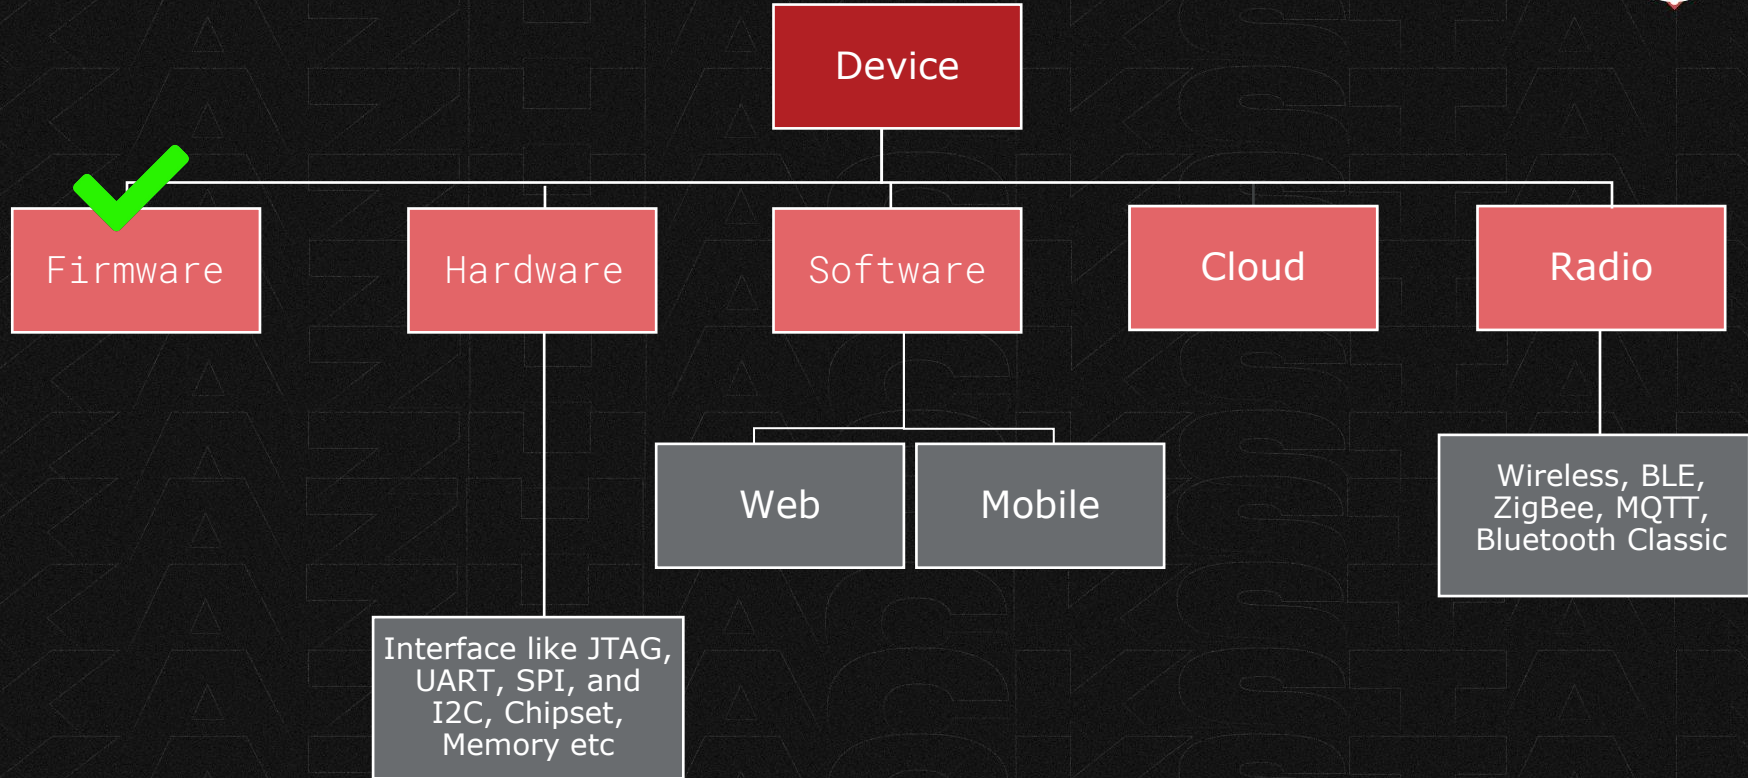 Device
Firmware
Hardware
Software
Cloud
Radio
Web
Mobile
Wireless, BLE,
ZigBee, MQTT,
Bluetooth Classic
Interface like JTAG,
UART, SPI, and
I2C, Chipset,
Memory etc